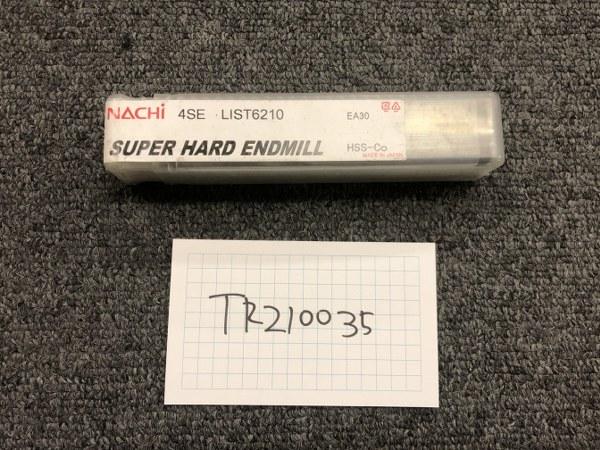 NACHi 4SE LIST6210 EA30
SUPER HARD ENDMILL HSS-Co
MADE IN JAPAN
TR210035